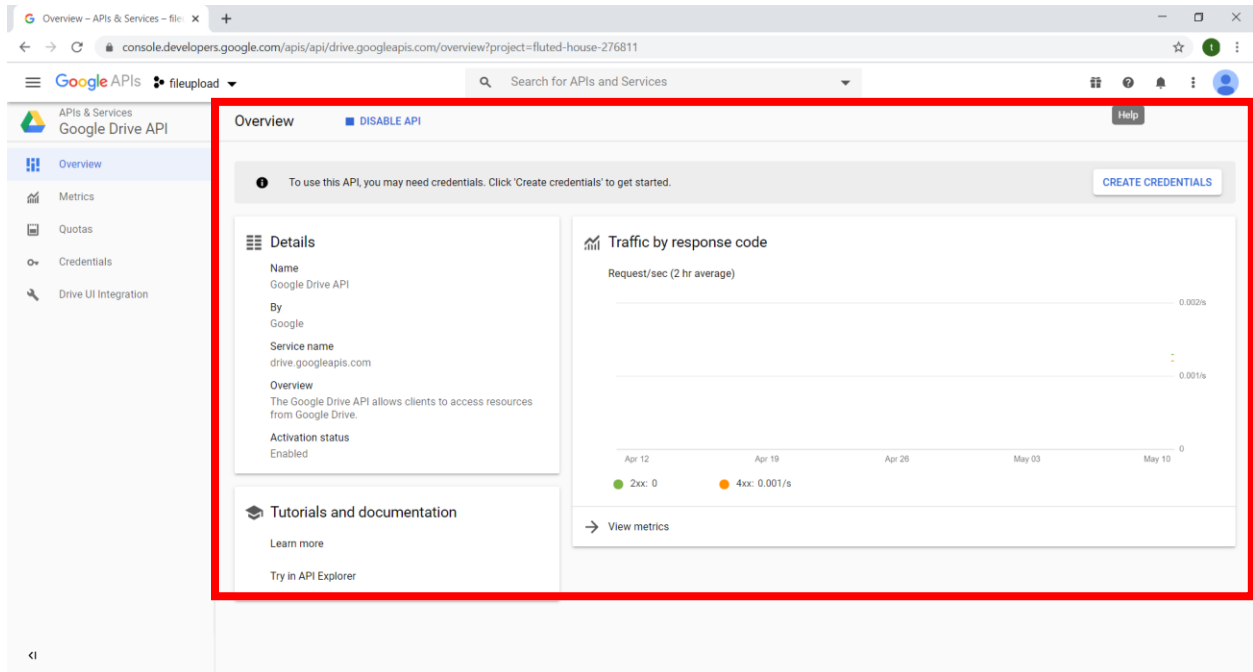 Overview – APIs & Services – file
console.developers.google.com/apis/api/drive.googleapis.com/overview?project=fluted-house-276811
t
Google APIs fileupload Search for APIs and Services
Help
APIs & Services
Google Drive API
Overview
Metrics
Quotas
Credentials
Drive UI Integration
Overview DISABLE API
To use this API, you may need credentials. Click 'Create credentials' to get started. CREATE CREDENTIALS
Details
Name
Google Drive API
By
Google
Service name
drive.googleapis.com
Overview
The Google Drive API allows clients to access resources
from Google Drive.
Activation status
Enabled
Tutorials and documentation
Learn more
Try in API Explorer
Traffic by response code
Request/sec (2 hr average)
0.002/s
0.001/s
0
Apr 12 Apr 19 Apr 26 May 03 May 10
2xx: 0 4xx: 0.001/s
View metrics